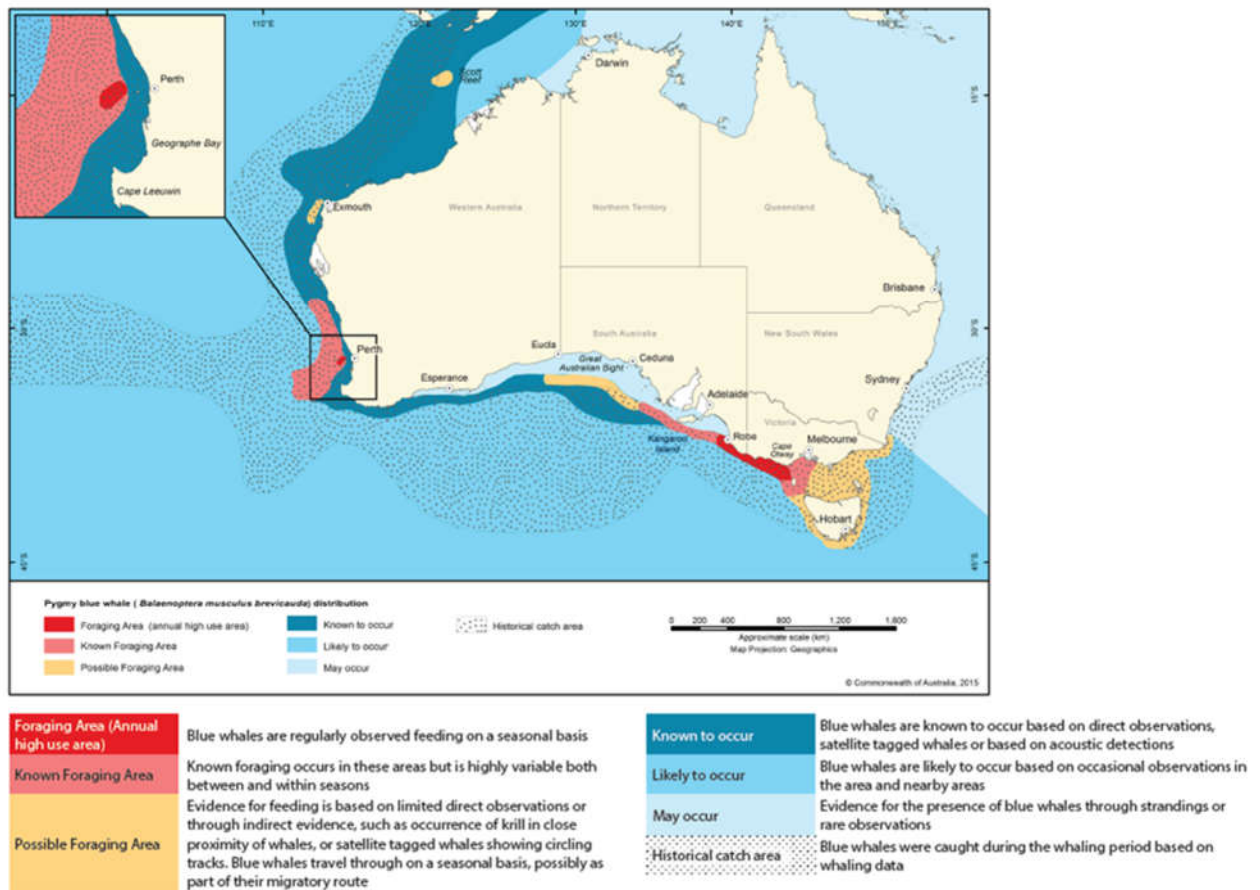 110°E
120°E
130°E
140°E
150°E
Perth
Geographe Bay
Cape Leeuwin
Scott
Reef
Darwin
15°S
15°S
Exmouth
Western Australia
Northern Territory
Queensland
Brisbane
30°S
30°S
South Australia
New South Wales
Perth
Eucla
Great
Australian Bight
Ceduna
Esperance
Sydney
Adelaide
Victoria
Kangaroo
Island
Robe
Cape
Otway
Melbourne
Hobart
45°S
45°S
Pygmy blue whale ( Balaenoptera musculus brevicauda) distribution
Foraging Area (annual high use area)
Known Foraging Area
Possible Foraging Area
Known to occur
Likely to occur
May occur
Historical catch area
0 200 400 800 1,200 1,600
Approximate scale (km)
Map Projection: Geographics
© Commonwealth of Australia, 2015
Foraging Area (Annual
high use area)
Blue whales are regularly observed feeding on a seasonal basis
Known Foraging Area
Known foraging occurs in these areas but is highly variable both
between and within seasons
Possible Foraging Area
Evidence for feeding is based on limited direct observations or
through indirect evidence, such as occurrence of krill in close
proximity of whales, or satellite tagged whales showing circling
tracks. Blue whales travel through on a seasonal basis, possibly as
part of their migratory route
Known to occur
Blue whales are known to occur based on direct observations,
satellite tagged whales or based on acoustic detections
Likely to occur
Blue whales are likely to occur based on occasional observations in
the area and nearby areas
May occur
Evidence for the presence of blue whales through strandings or
rare observations
Historical catch area
Blue whales were caught during the whaling period based on
whaling data